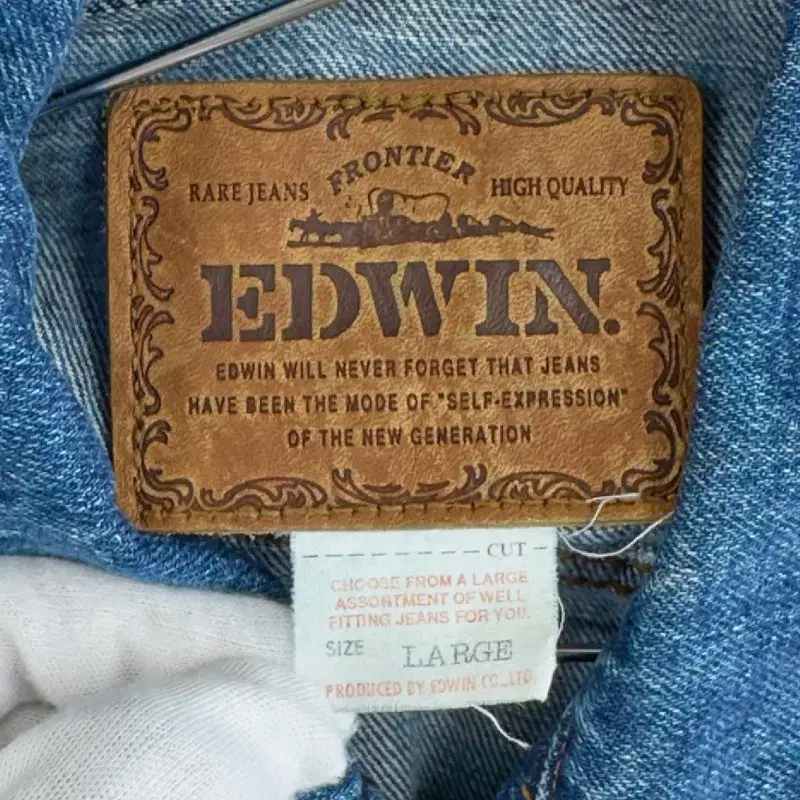 FRONTIER
RARE JEANS HIGH QUALITY
EDWIN.
EDWIN WILL NEVER FORGET THAT JEANS
HAVE BEEN THE MODE OF "SELF-EXPRESSION"
OF THE NEW GENERATION
CUT
CHOOSE FROM A LARGE
ASSORTMENT OF WELL
FITTING JEANS FOR YOU.
SIZE LARGE
PRODUCED BY EDWIN CO.,LTD.